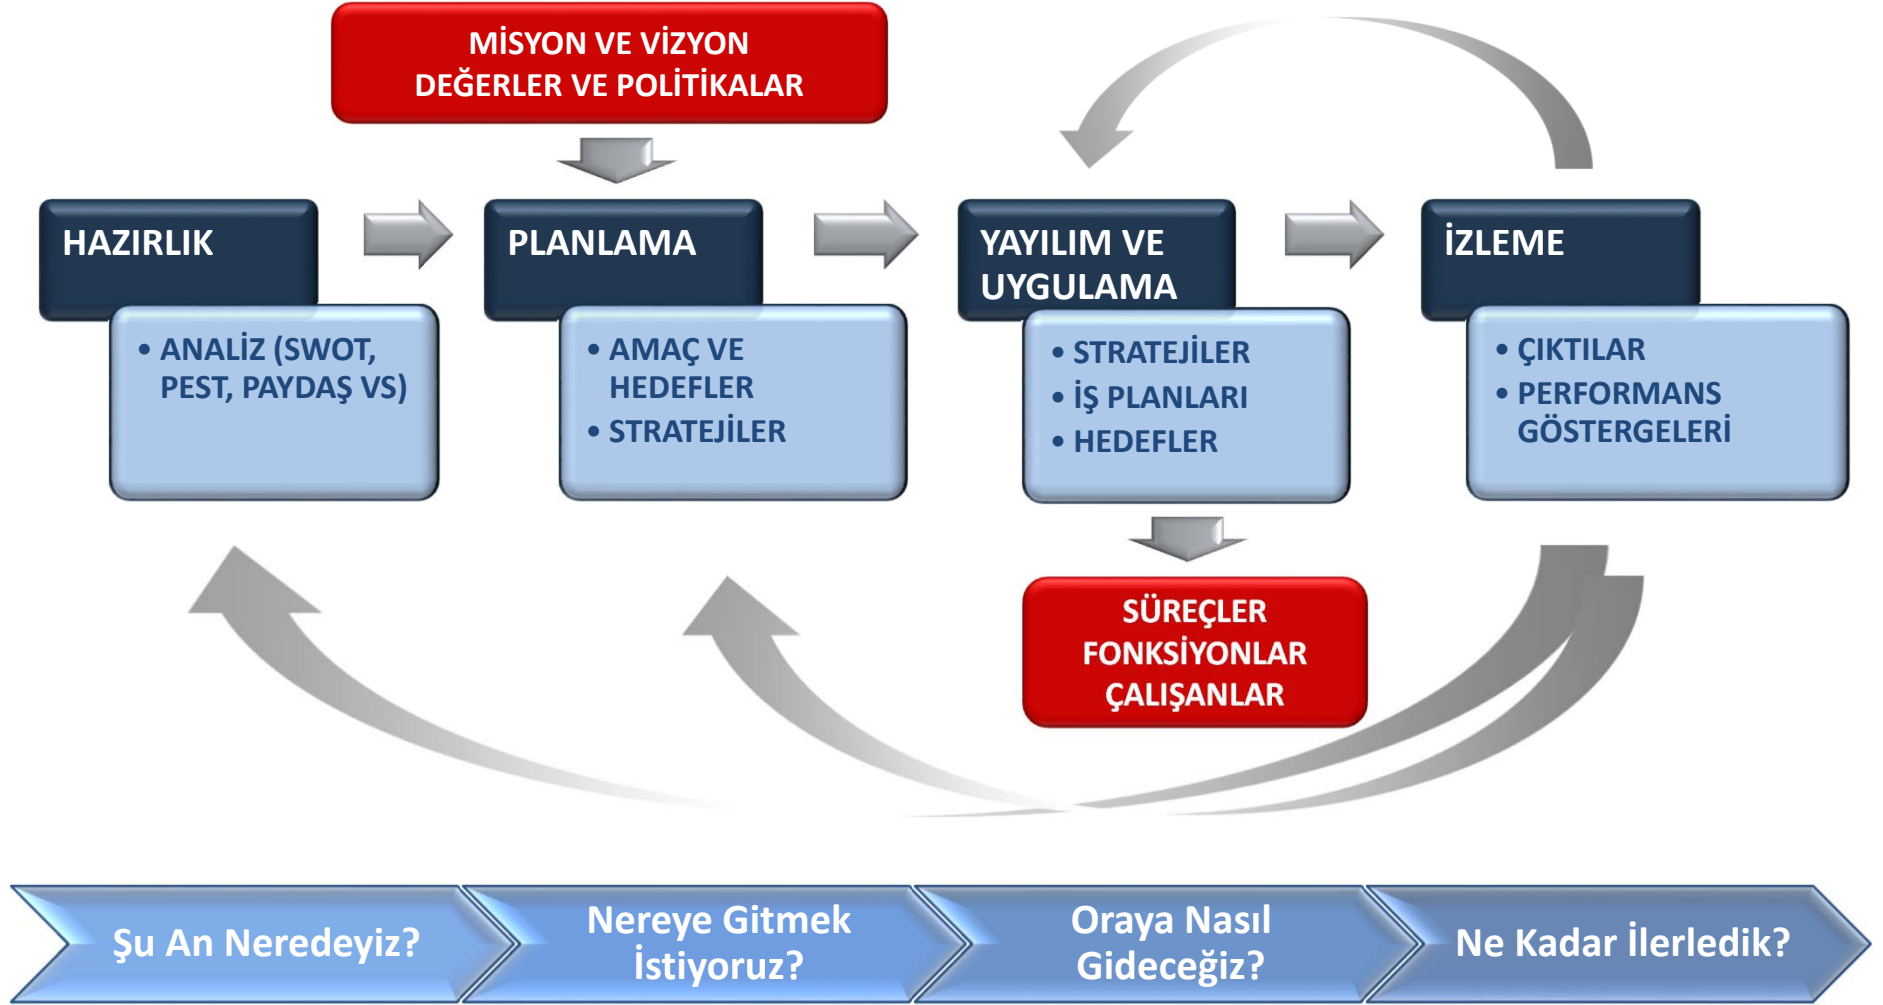 MİSYON VE VİZYON
DEĞERLER VE POLİTİKALAR
HAZIRLIK
• ANALİZ (SWOT,
PEST, PAYDAŞ VS)
PLANLAMA
• AMAÇ VE
HEDEFLER
• STRATEJİLER
YAYILIM VE
UYGULAMA
• STRATEJİLER
• İŞ PLANLARI
• HEDEFLER
İZLEME
• ÇIKTILAR
• PERFORMANS
GÖSTERGELERİ
SÜREÇLER
FONKSİYONLAR
ÇALIŞANLAR
Şu An Neredeyiz?
Nereye Gitmek
İstiyoruz?
Oraya Nasıl
Gideceğiz?
Ne Kadar İlerledik?